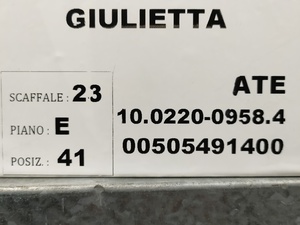 GIULIETTA
SCAFFALE : 23
PIANO : E
POSIZ. : 41
ATE
10.0220-0958.4
00505491400